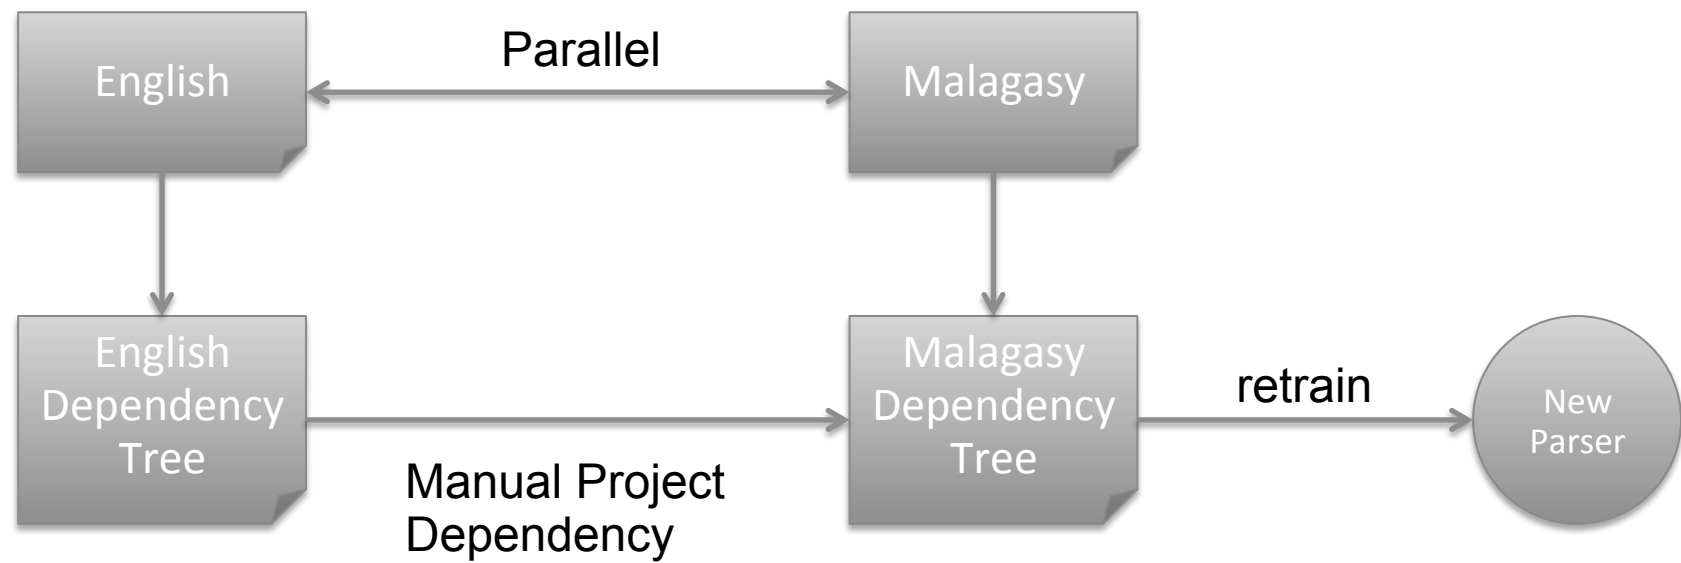 English
Parallel
Malagasy
English
Dependency
Tree
Manual Project
Dependency
Malagasy
Dependency
Tree
retrain
New
Parser